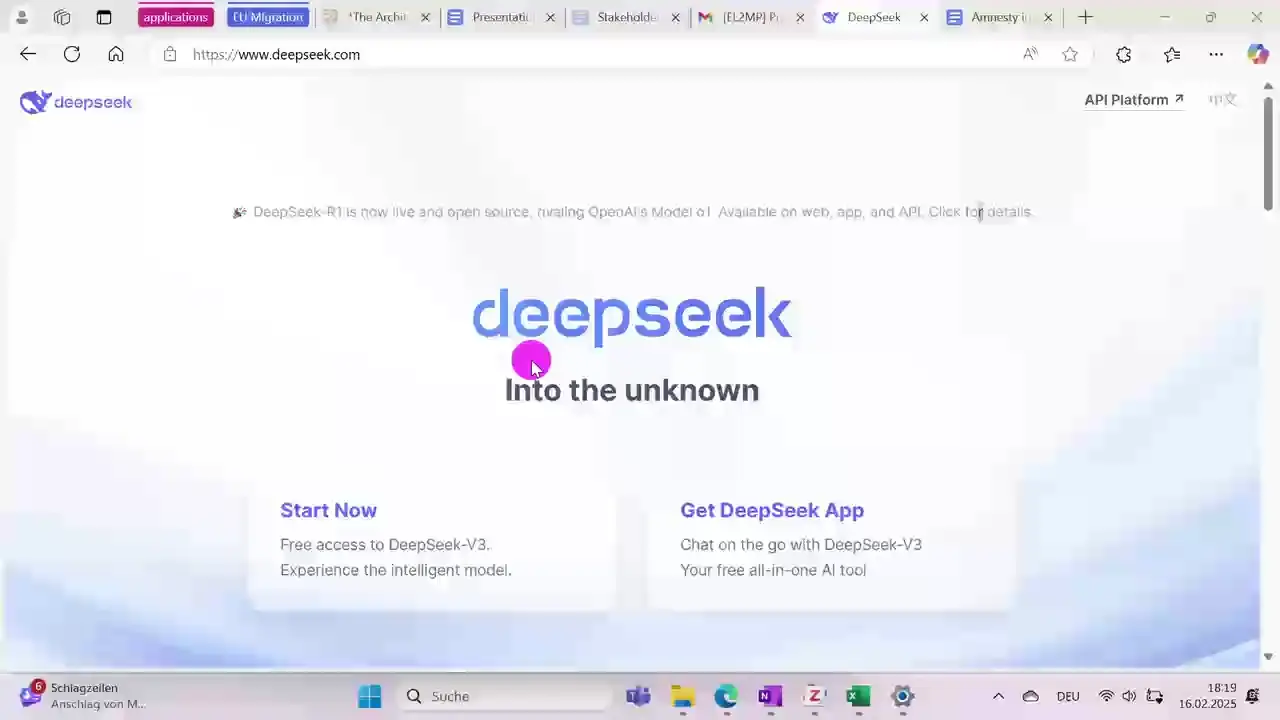 applications
EU Migration
"The Archi
Presentati
Stakeholde
[EL2MP] P
DeepSeek
Amnesty i
https://www.deepseek.com
deepseek
API Platform
中文
DeepSeek-R1 is now live and open source, rivaling OpenAI's Model o1. Available on web, app, and API. Click for details.
deepseek
Into the unknown
Start Now
Free access to DeepSeek-V3.
Experience the intelligent model.
Get DeepSeek App
Chat on the go with DeepSeek-V3
Your free all-in-one AI tool
6
Schlagzeilen
Anschlag von M...
Suche
DEU
18:19
16.02.2025